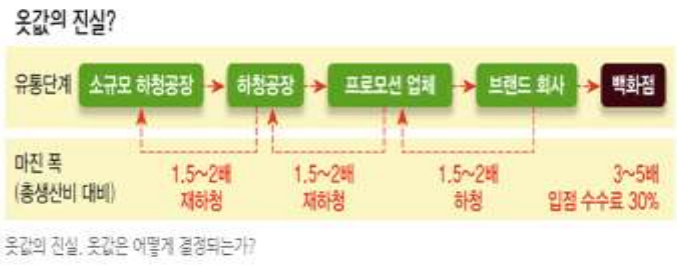 옷값의 진실?
유통단계 소규모 하청공장 하청공장 프로모션 업체 브랜드 회사 백화점
마진 폭
(총생산비 대비)
1.5~2배 1.5~2배 1.5~2배 3~5배
재하청 재하청 하청 입점 수수료 30%
옷값의 진실, 옷값은 어떻게 결정되는가?